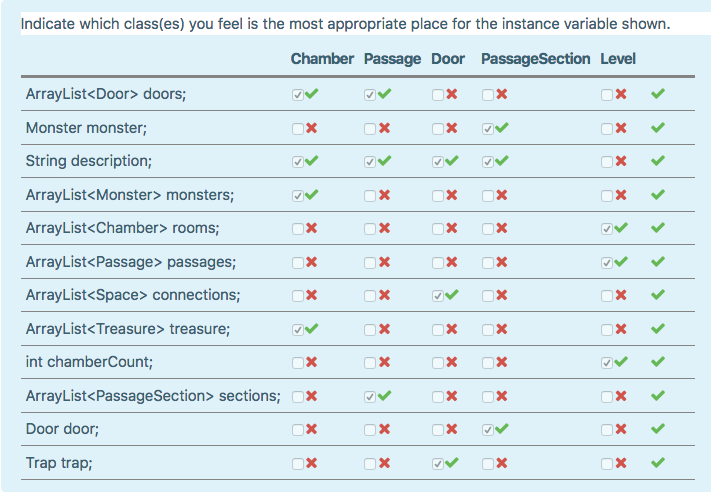 Indicate which class(es) you feel is the most appropriate place for the instance variable shown.
Chamber Passage Door PassageSection Level
ArrayList<Door> doors;
Monster monster;
String description;
ArrayList<Monster> monsters;
ArrayList<Chamber> rooms;
ArrayList<Passage> passages;
ArrayList<Space> connections;
ArrayList<Treasure> treasure;
int chamberCount;
ArrayList<PassageSection> sections;
Door door;
Trap trap;